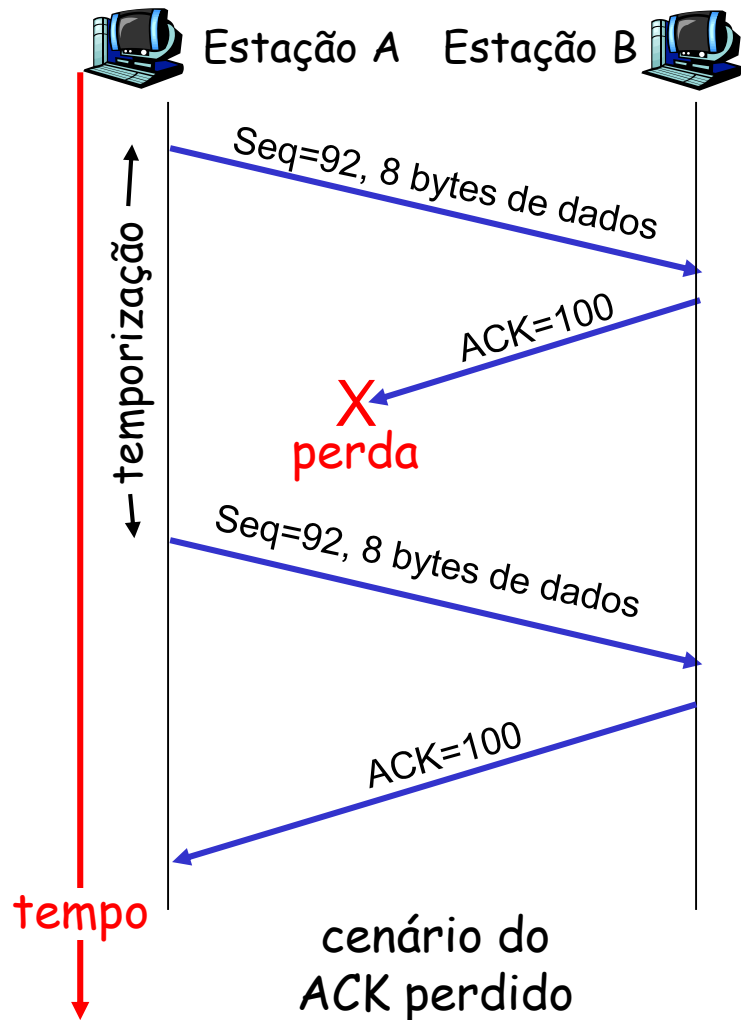 Estação A
Estação B
Seq=92, 8 bytes de dados
temporização
ACK=100
X
perda
Seq=92, 8 bytes de dados
ACK=100
tempo
cenário do
ACK perdido